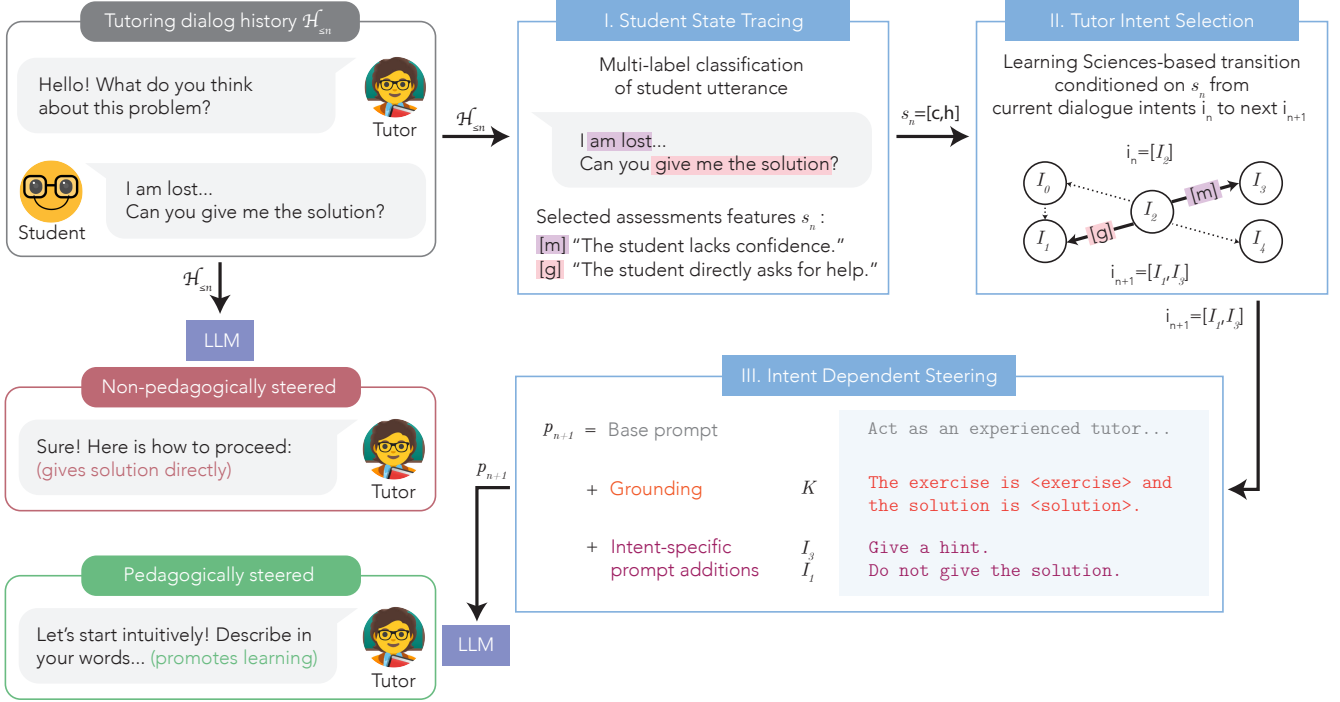 Tutoring dialog history ℋ≤n
Hello! What do you think
about this problem?
Tutor
I am lost...
Can you give me the solution?
Student
ℋ≤n
ℋ≤n
LLM
Non-pedagogically steered
Sure! Here is how to proceed:
(gives solution directly)
Tutor
Pedagogically steered
Let's start intuitively! Describe in
your words... (promotes learning)
Tutor
I. Student State Tracing
Multi-label classification
of student utterance
I am lost...
Can you give me the solution?
Selected assessments features sn :
[m] “The student lacks confidence.”
[g] “The student directly asks for help.”
sn=[c,h]
II. Tutor Intent Selection
Learning Sciences-based transition
conditioned on sn from
current dialogue intents in to next in+1
in=[I2]
I0
I3
[m]
I2
[g]
I1
I4
in+1=[I1,I3]
in+1=[I1,I3]
III. Intent Dependent Steering
pn+1 = Base prompt Act as an experienced tutor...
+ Grounding K The exercise is <exercise> and
the solution is <solution>.
+ Intent-specific I3 Give a hint.
prompt additions I1 Do not give the solution.
pn+1
LLM